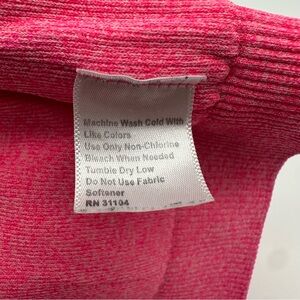 Machine Wash Cold With
Like Colors
Use Only Non-Chlorine
Bleach When Needed
Tumble Dry Low
Do Not Use Fabric
Softener
RN 31104